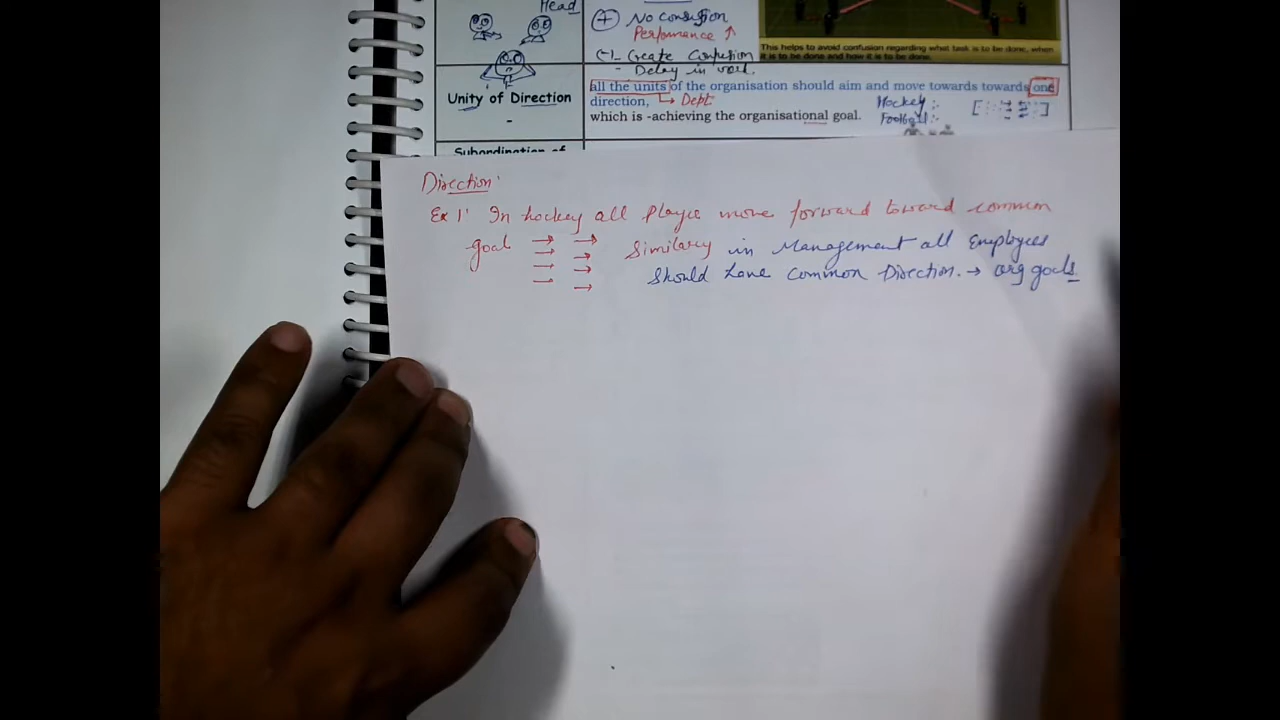 Head
(+) No confusion
Performance ↑
(-)- Create Confusion
- Delay in work.
This helps to avoid confusion regarding what task is to be done, when
it is to be done and how it is to be done.
Unity of Direction
-
all the units of the organisation should aim and move towards towards one
direction, ↳ Dept
which is -achieving the organisational goal.
Hockey :-
Football :-
Subordination of
Direction:
Ex 1' In hockey all Player move forward toward common
goal → → Similary in Management all Employees
Should have Common Direction. → org goals